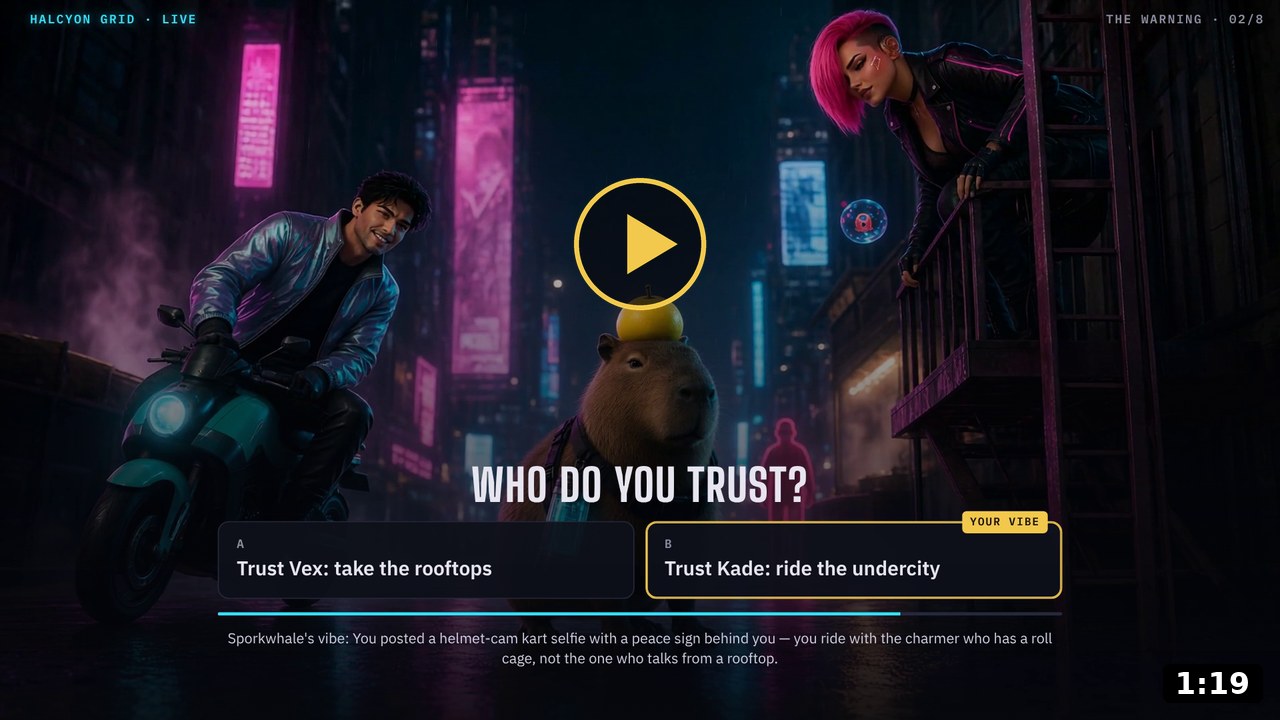 HALCYON GRID · LIVE
THE WARNING · 02/8
WHO DO YOU TRUST?
A
Trust Vex: take the rooftops
YOUR VIBE
B
Trust Kade: ride the undercity
Sporkwhale's vibe: You posted a helmet-cam kart selfie with a peace sign behind you — you ride with the charmer who has a roll
cage, not the one who talks from a rooftop.
1:19